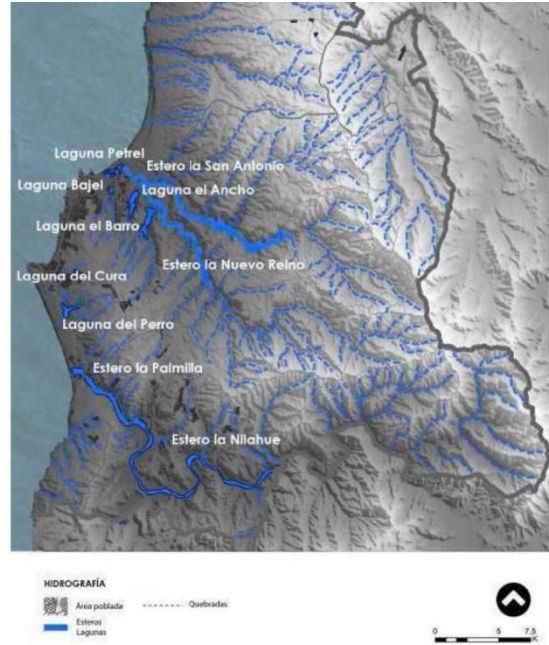 Laguna Petrel
Estero la San Antonio
Laguna Bajel
Laguna el Ancho
Laguna el Barro
Estero la Nuevo Reino
Laguna del Cura
Laguna del Perro
Estero la Palmilla
Estero la Nilahue
HIDROGRAFÍA
Área poblada
Quebradas
Esteros
Lagunas
0 5 7,5
K